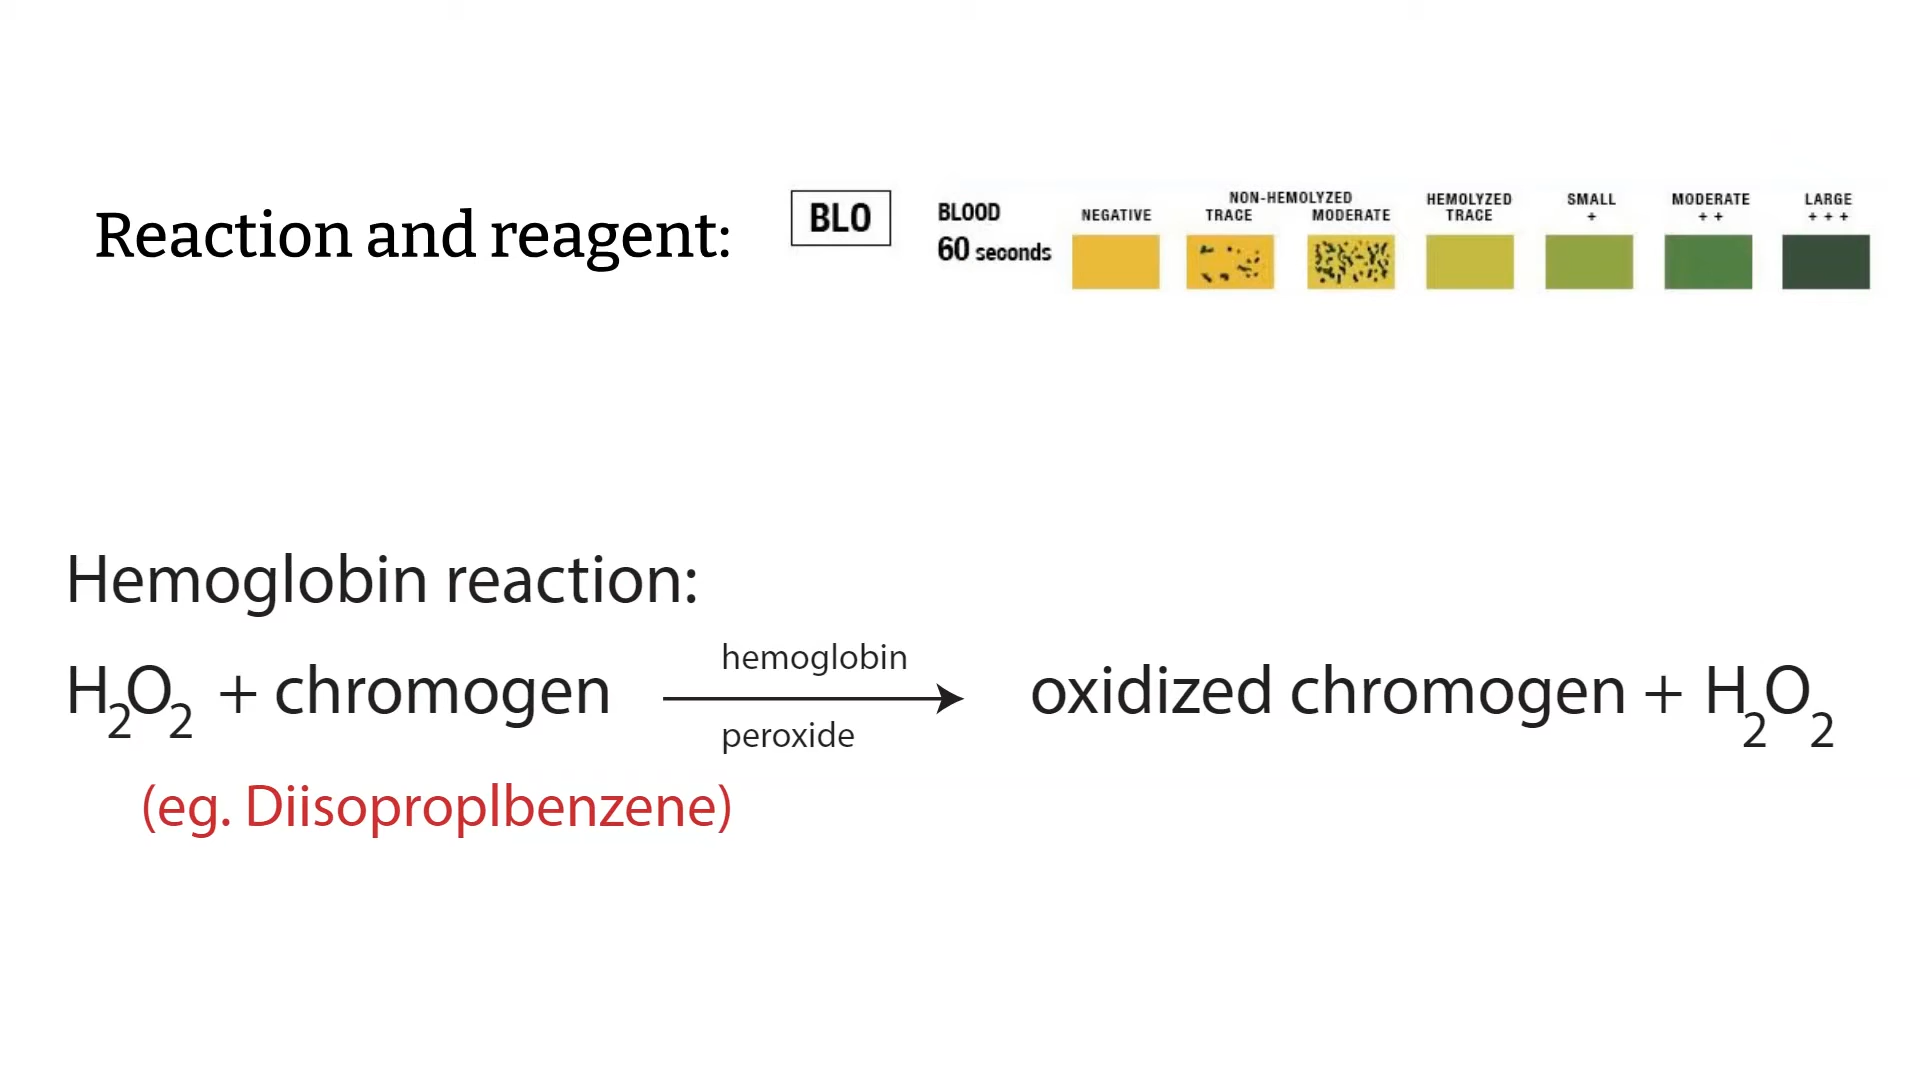 Reaction and reagent:
BLO
BLOOD
60 seconds
NEGATIVE
NON-HEMOLYZED
TRACE MODERATE
HEMOLYZED
TRACE
SMALL
+
MODERATE
+ +
LARGE
+ + +
Hemoglobin reaction:
H₂O₂ + chromogen
hemoglobin
peroxide
oxidized chromogen + H₂O₂
(eg. Diisoproplbenzene)